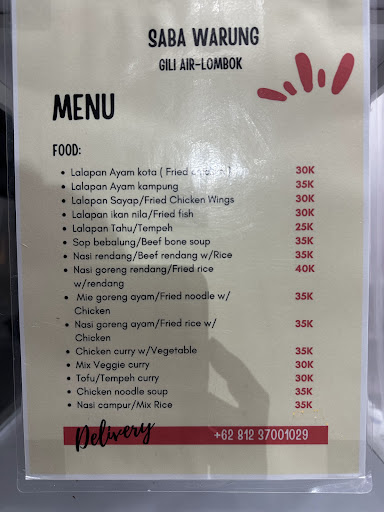 SABA WARUNG
GILI AIR-LOMBOK
MENU
FOOD:
• Lalapan Ayam kota ( Fried 30K
• Lalapan Ayam kampung 35K
• Lalapan Sayap/Fried Chicken Wings 30K
• Lalapan ikan nila/Fried fish 30K
• Lalapan Tahu/Tempeh 25K
• Sop bebalung/Beef bone soup 35K
• Nasi rendang/Beef rendang w/Rice 35K
• Nasi goreng rendang/Fried rice 40K
w/rendang
• Mie goreng ayam/Fried noodle w/ 35K
Chicken
• Nasi goreng ayam/Fried rice w/ 35K
Chicken
• Chicken curry w/Vegetable 35K
• Mix Veggie curry 30K
• Tofu/Tempeh curry 30K
• Chicken noodle soup 35K
• Nasi campur/Mix Rice 35K
Delivery +62 812 37001029